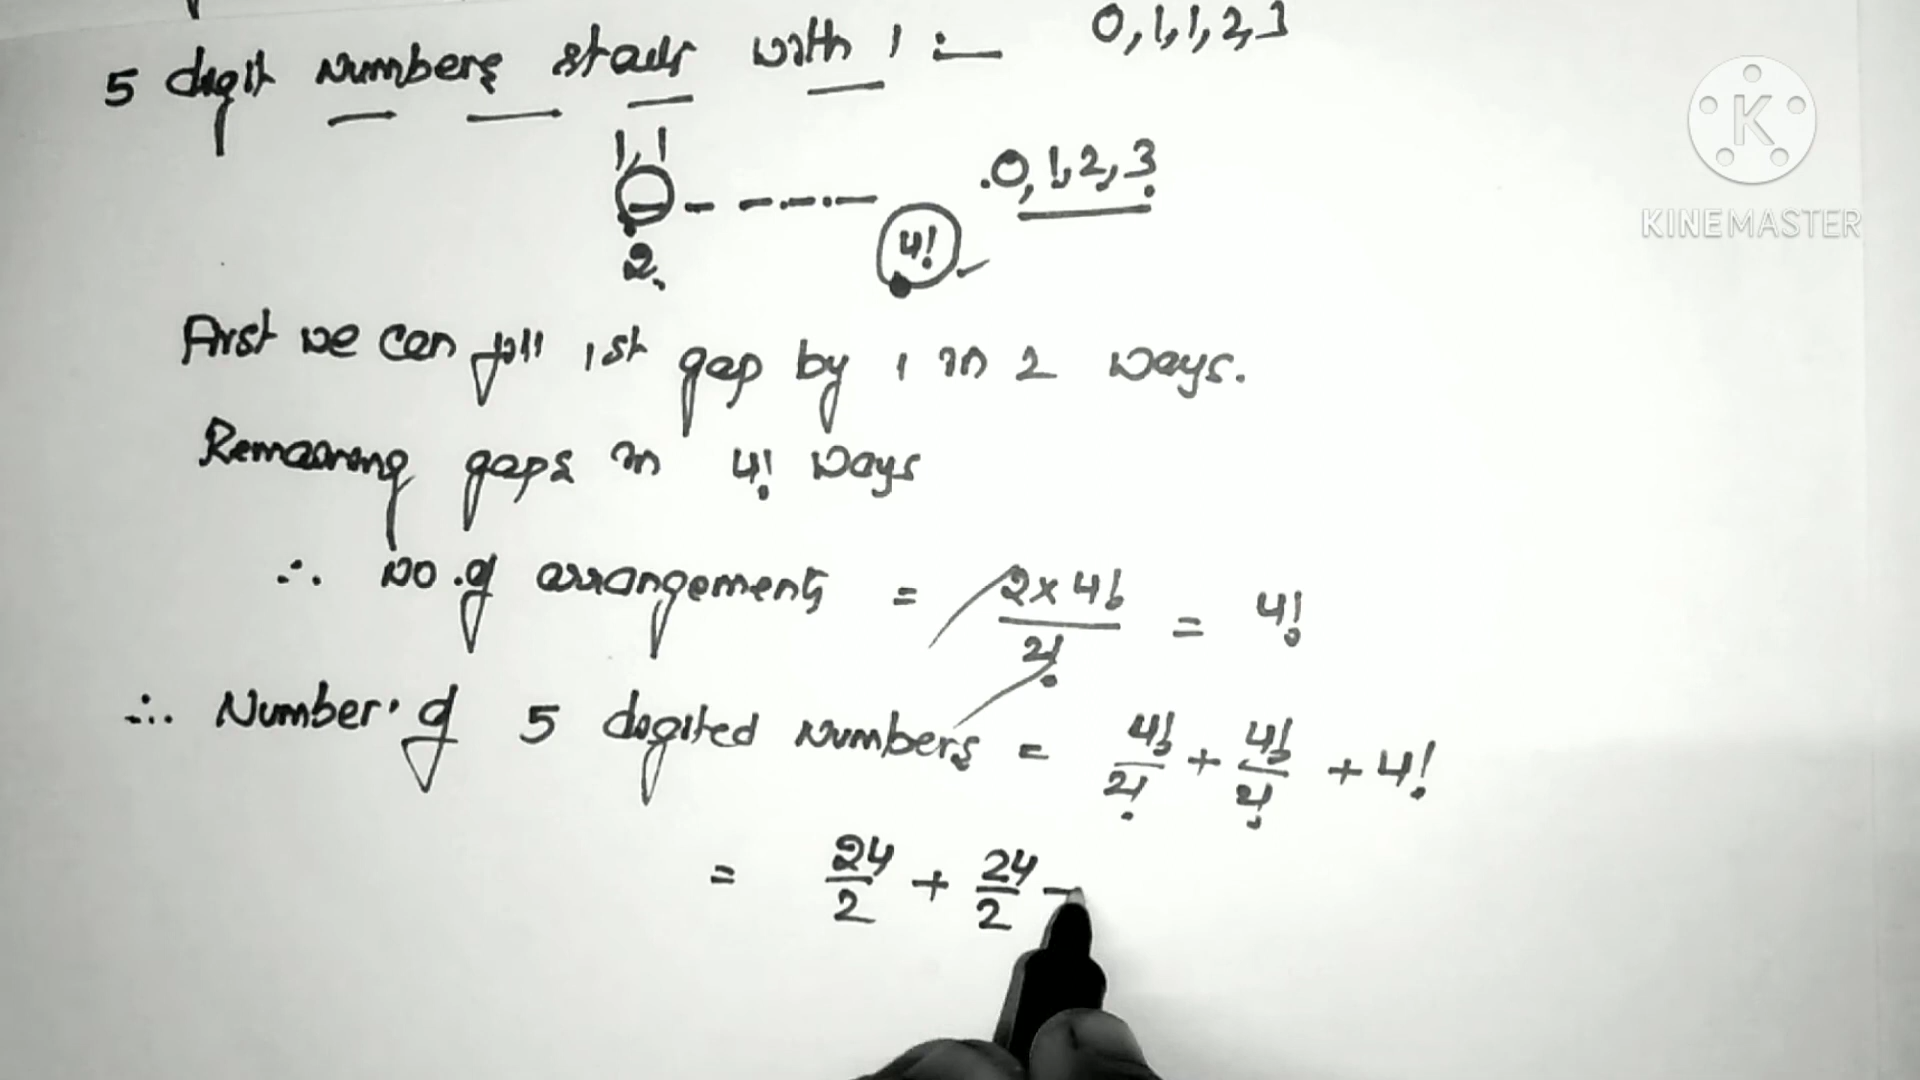 5 digit numbers starts with 1 :— 0, 1, 1, 2, 3
1, 1
0, 1, 2, 3
4!
2
K
KINEMASTER
First we can fill 1st gap by 1 in 2 ways.
Remaining gaps in 4! ways
∴ No. of arrangements = 2 × 4! / 2! = 4!
∴ Number of 5 digited numbers = 4!/2! + 4!/2! + 4!
= 24/2 + 24/2